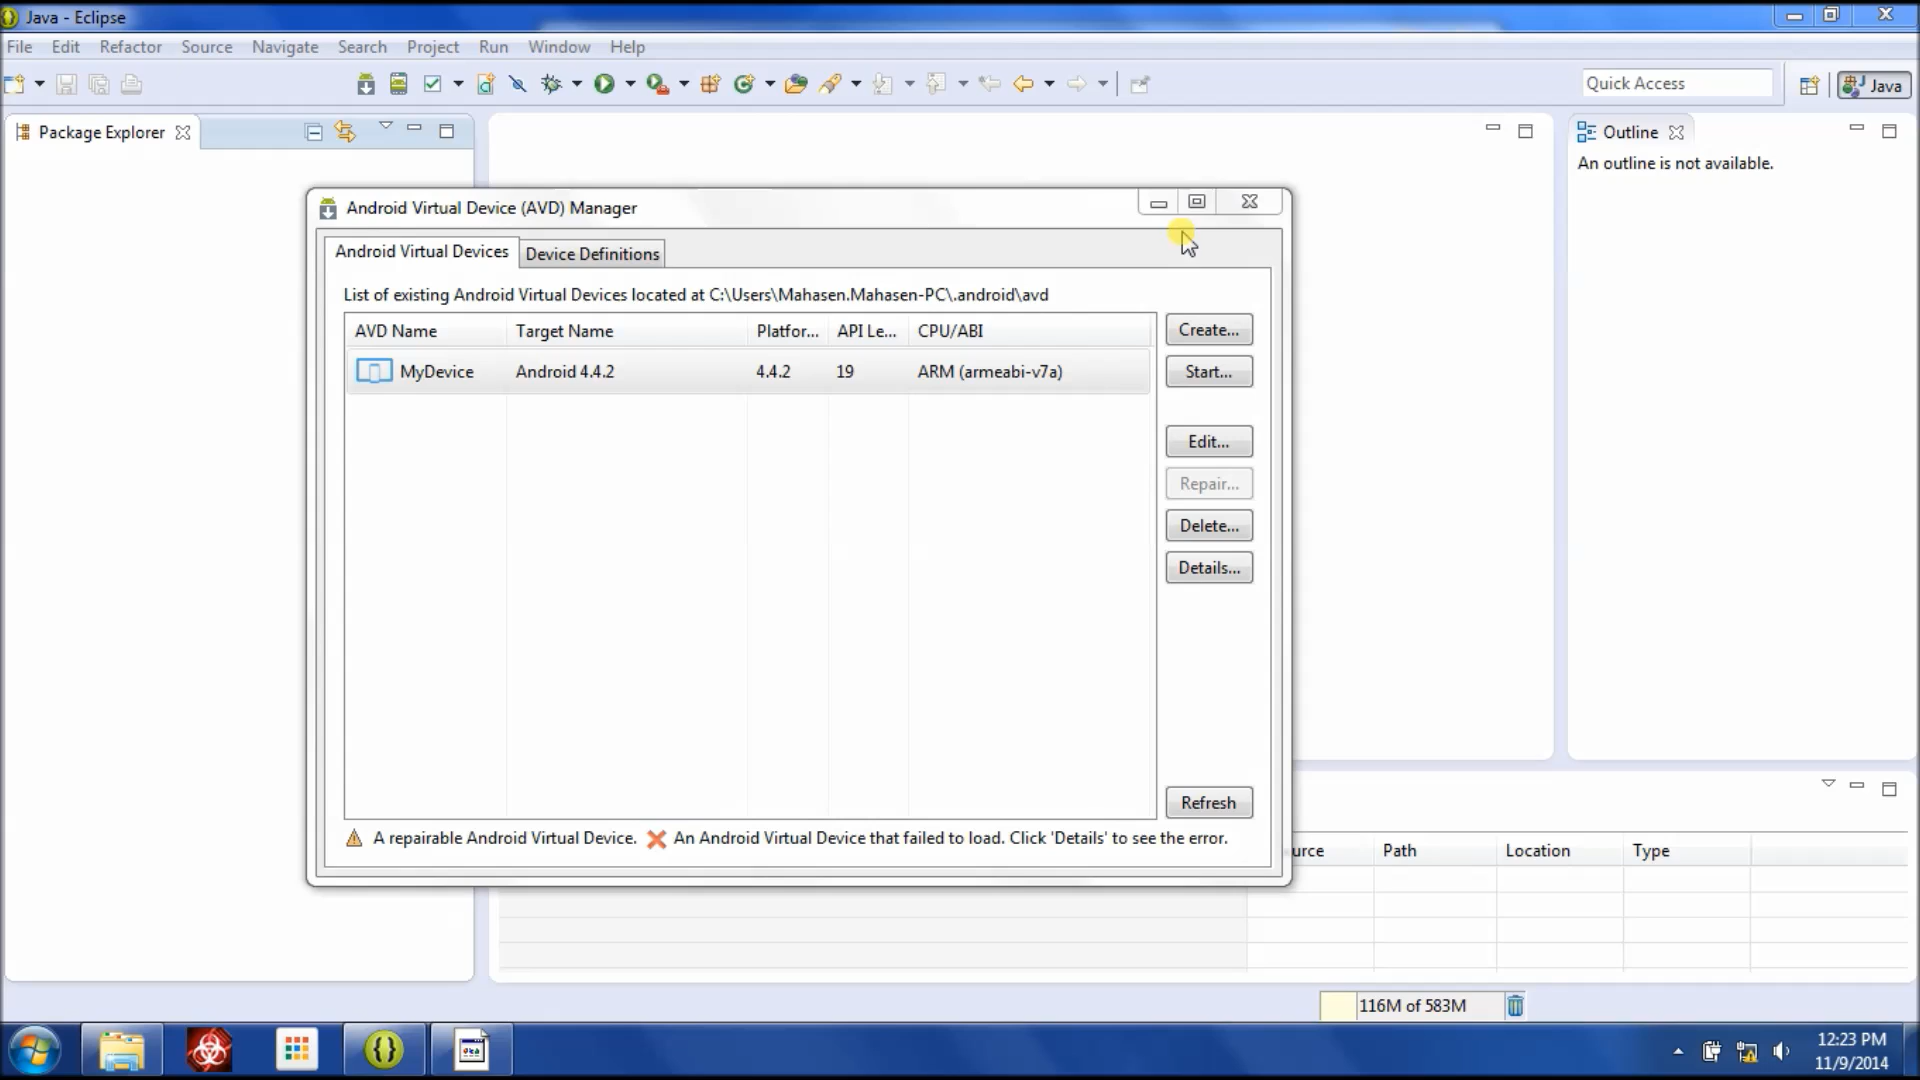 Java - Eclipse
File Edit Refactor Source Navigate Search Project Run Window Help
Quick Access
Java
Package Explorer
Outline
An outline is not available.
Android Virtual Device (AVD) Manager
Android Virtual Devices
Device Definitions
List of existing Android Virtual Devices located at C:\Users\Mahasen.Mahasen-PC\.android\avd
AVD Name Target Name Platfor... API Le... CPU/ABI
MyDevice Android 4.4.2 4.4.2 19 ARM (armeabi-v7a)
Create...
Start...
Edit...
Repair...
Delete...
Details...
Refresh
A repairable Android Virtual Device. An Android Virtual Device that failed to load. Click 'Details' to see the error.
urce Path Location Type
116M of 583M
12:23 PM
11/9/2014